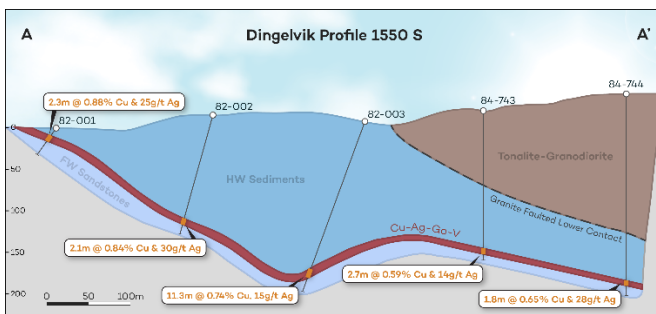 A
Dingelvik Profile 1550 S
A'
84-744
2.3m @ 0.88% Cu & 25g/t Ag
84-743
82-002
82-003
82-001
0
Tonalite-Granodiorite
FW Sandstones
HW Sediments
50
Granite Faulted Lower Contact
100
Cu-Ag-Go-V
2.1m @ 0.84% Cu & 30g/t Ag
150
2.7m @ 0.59% Cu & 14g/t Ag
11.3m @ 0.74% Cu, 15g/t Ag
1.8m @ 0.65% Cu & 28g/t Ag
200
0 50 100m